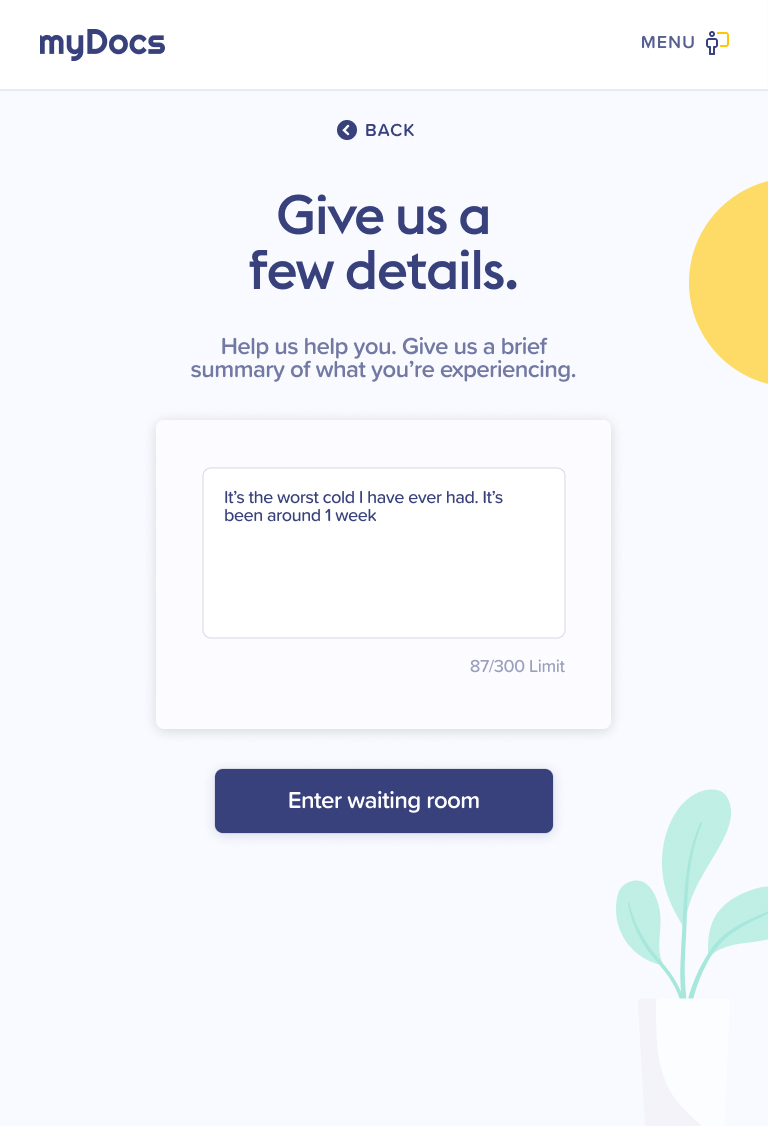 myDocs
MENU
BACK
Give us a
few details.
Help us help you. Give us a brief
summary of what you’re experiencing.
It’s the worst cold I have ever had. It’s
been around 1 week
87/300 Limit
Enter waiting room